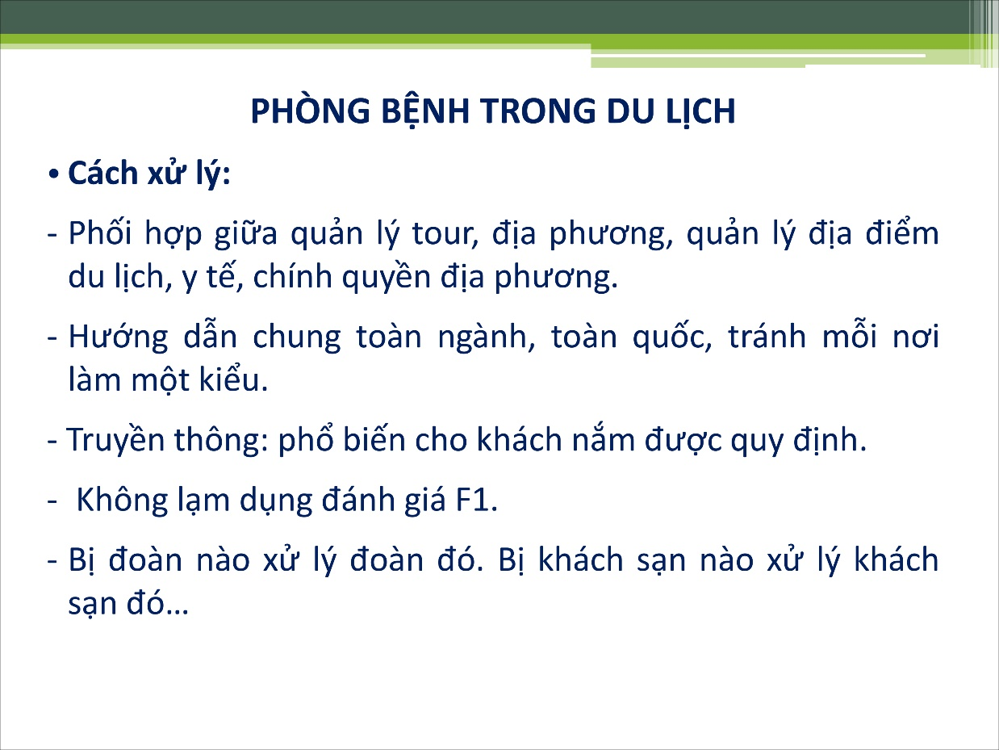 PHÒNG BỆNH TRONG DU LỊCH
• Cách xử lý:
- Phối hợp giữa quản lý tour, địa phương, quản lý địa điểm
du lịch, y tế, chính quyền địa phương.
- Hướng dẫn chung toàn ngành, toàn quốc, tránh mỗi nơi
làm một kiểu.
- Truyền thông: phổ biến cho khách nắm được quy định.
- Không lạm dụng đánh giá F1.
- Bị đoàn nào xử lý đoàn đó. Bị khách sạn nào xử lý khách
sạn đó…